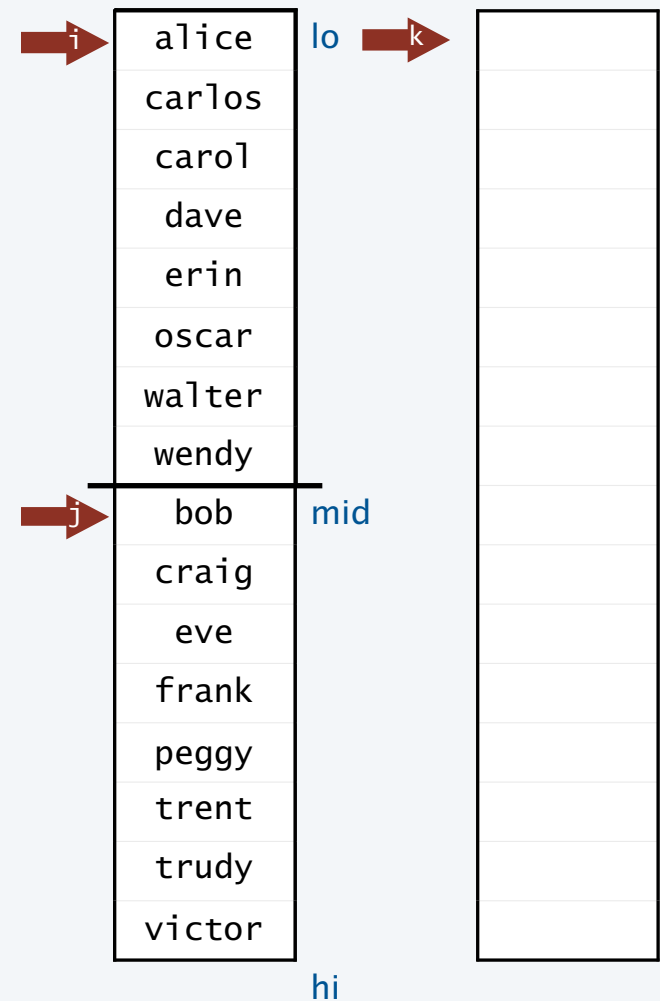 i alice lo k
carlos
carol
dave
erin
oscar
walter
wendy
j bob mid
craig
eve
frank
peggy
trent
trudy
victor
hi